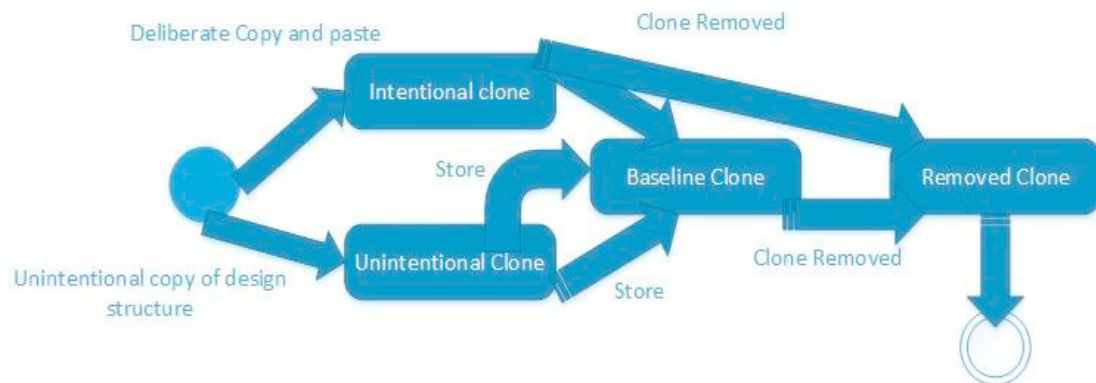 Clone Removed
Deliberate Copy and paste
Intentional clone
Store
Baseline Clone
Removed Clone
Unintentional Clone
Clone Removed
Unintentional copy of design
structure
Store